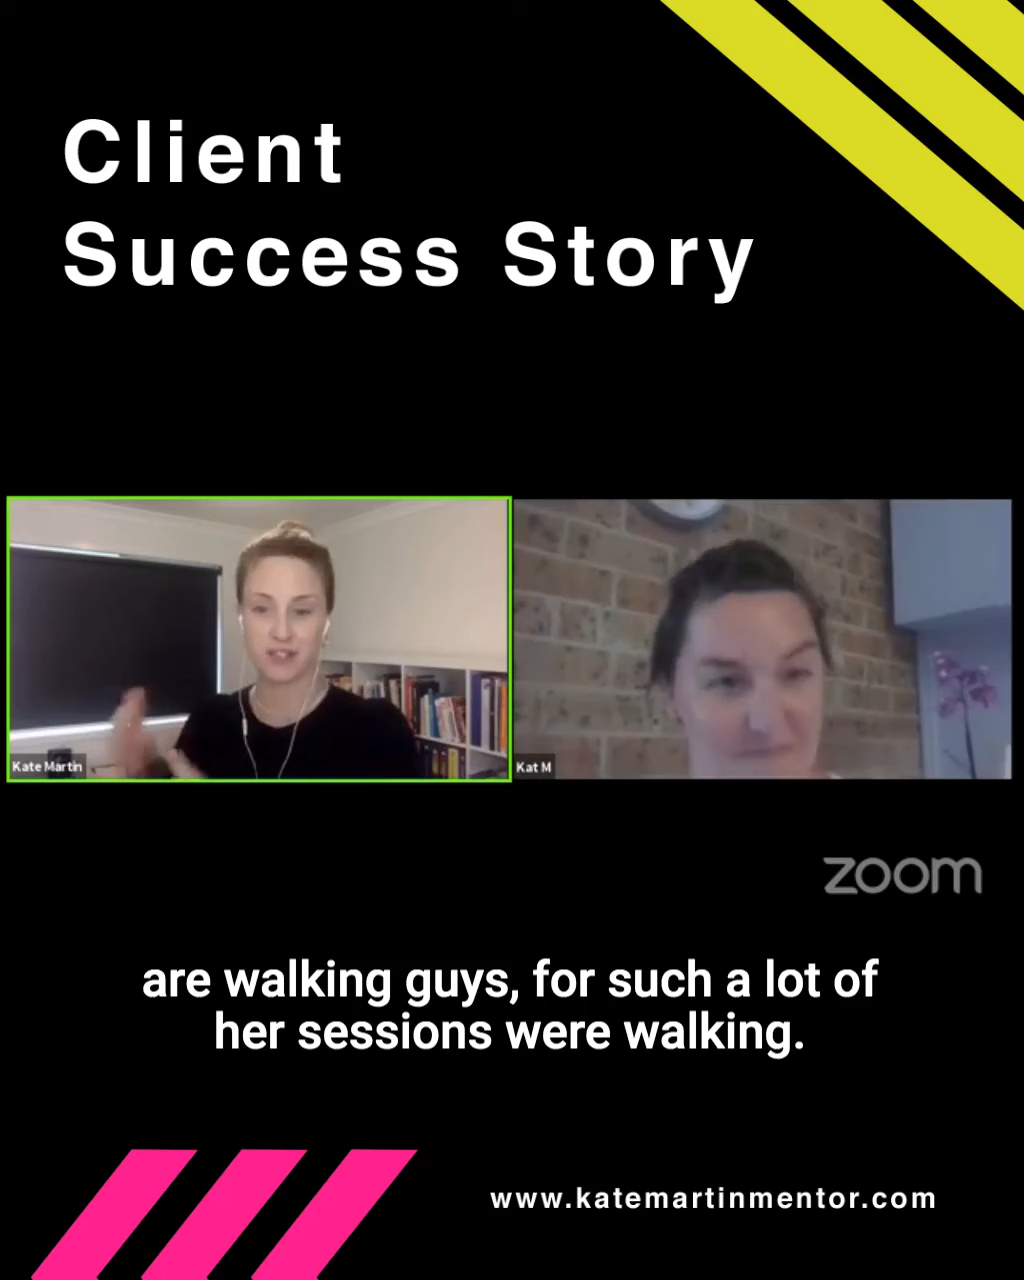 Client
Success Story
Kate Martin
Kat M
zoom
are walking guys, for such a lot of
her sessions were walking.
www.katemartinmentor.com